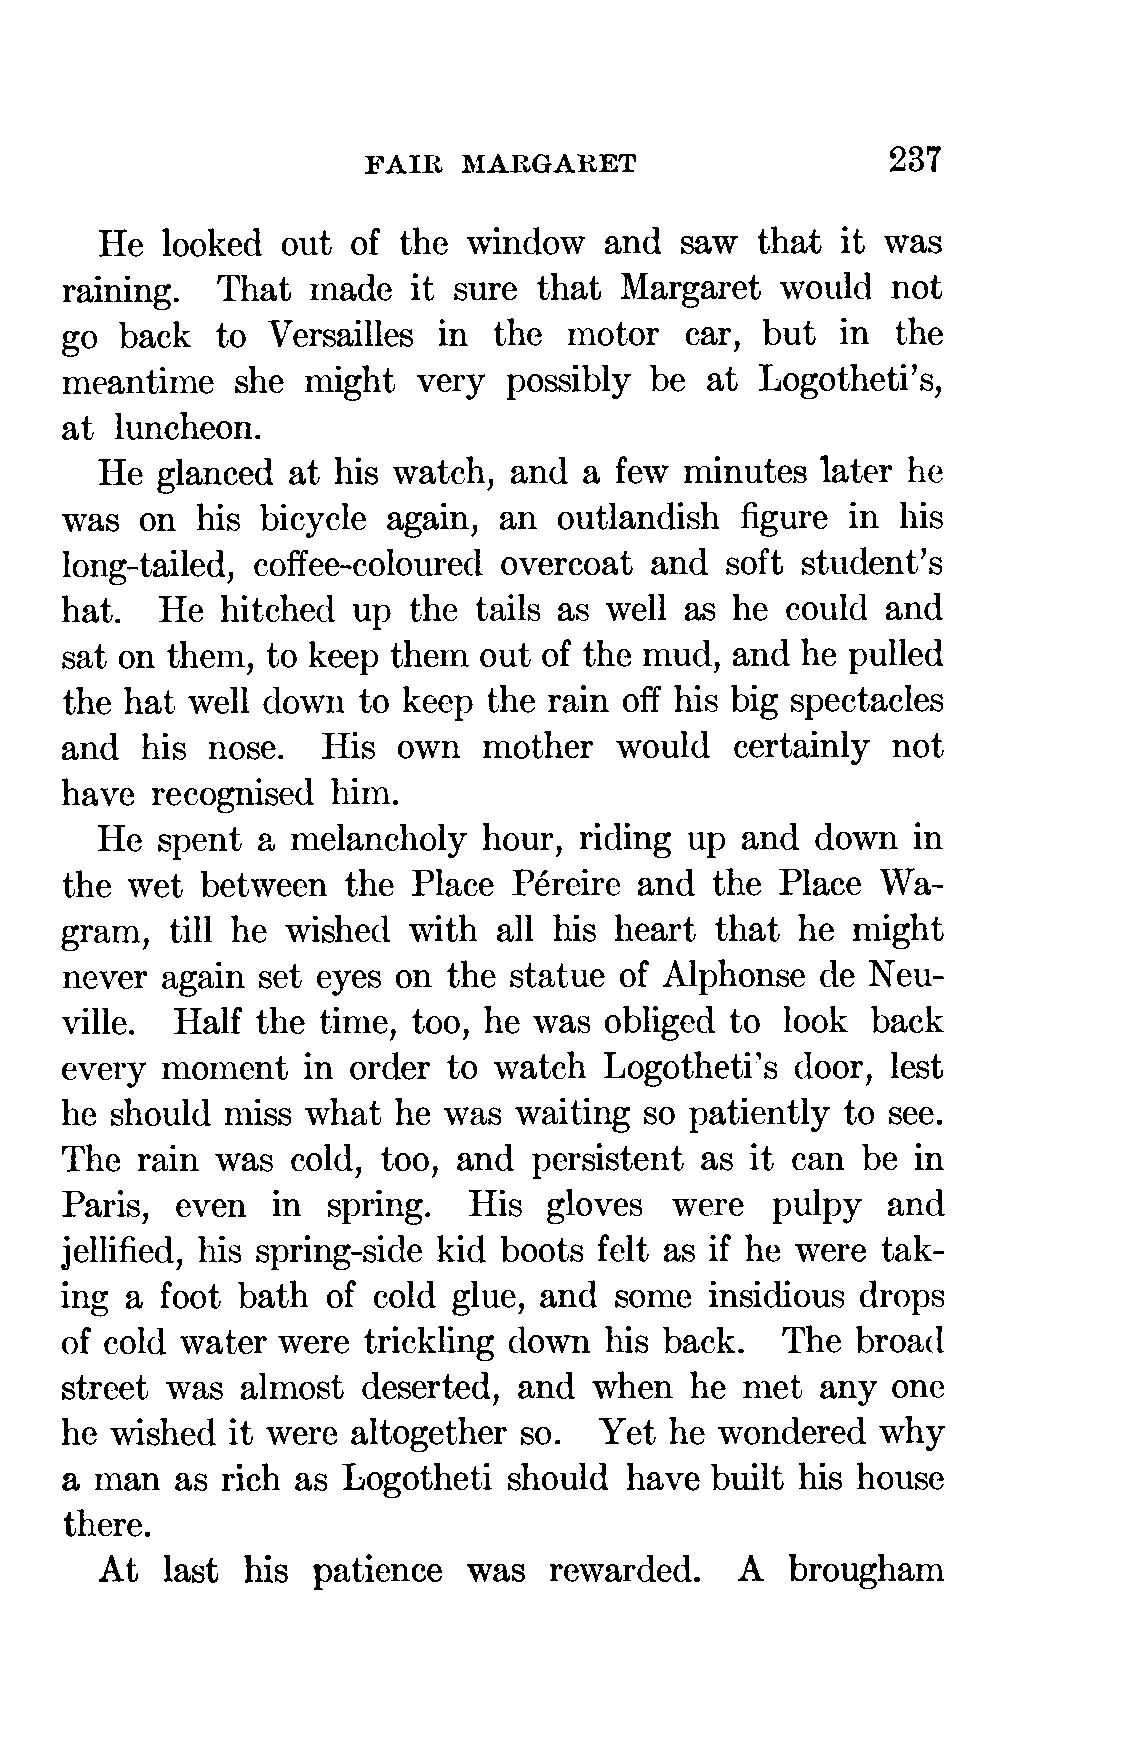 FAIR MARGARET 237
He looked out of the window and saw that it was
raining. That made it sure that Margaret would not
go back to Versailles in the motor car, but in the
meantime she might very possibly be at Logotheti's,
at luncheon.
He glanced at his watch, and a few minutes later he
was on his bicycle again, an outlandish figure in his
long-tailed, coffee-coloured overcoat and soft student's
hat. He hitched up the tails as well as he could and
sat on them, to keep them out of the mud, and he pulled
the hat well down to keep the rain off his big spectacles
and his nose. His own mother would certainly not
have recognised him.
He spent a melancholy hour, riding up and down in
the wet between the Place Péreire and the Place Wa-
gram, till he wished with all his heart that he might
never again set eyes on the statue of Alphonse de Neu-
ville. Half the time, too, he was obliged to look back
every moment in order to watch Logotheti's door, lest
he should miss what he was waiting so patiently to see.
The rain was cold, too, and persistent as it can be in
Paris, even in spring. His gloves were pulpy and
jellified, his spring-side kid boots felt as if he were tak-
ing a foot bath of cold glue, and some insidious drops
of cold water were trickling down his back. The broad
street was almost deserted, and when he met any one
he wished it were altogether so. Yet he wondered why
a man as rich as Logotheti should have built his house
there.
At last his patience was rewarded. A brougham